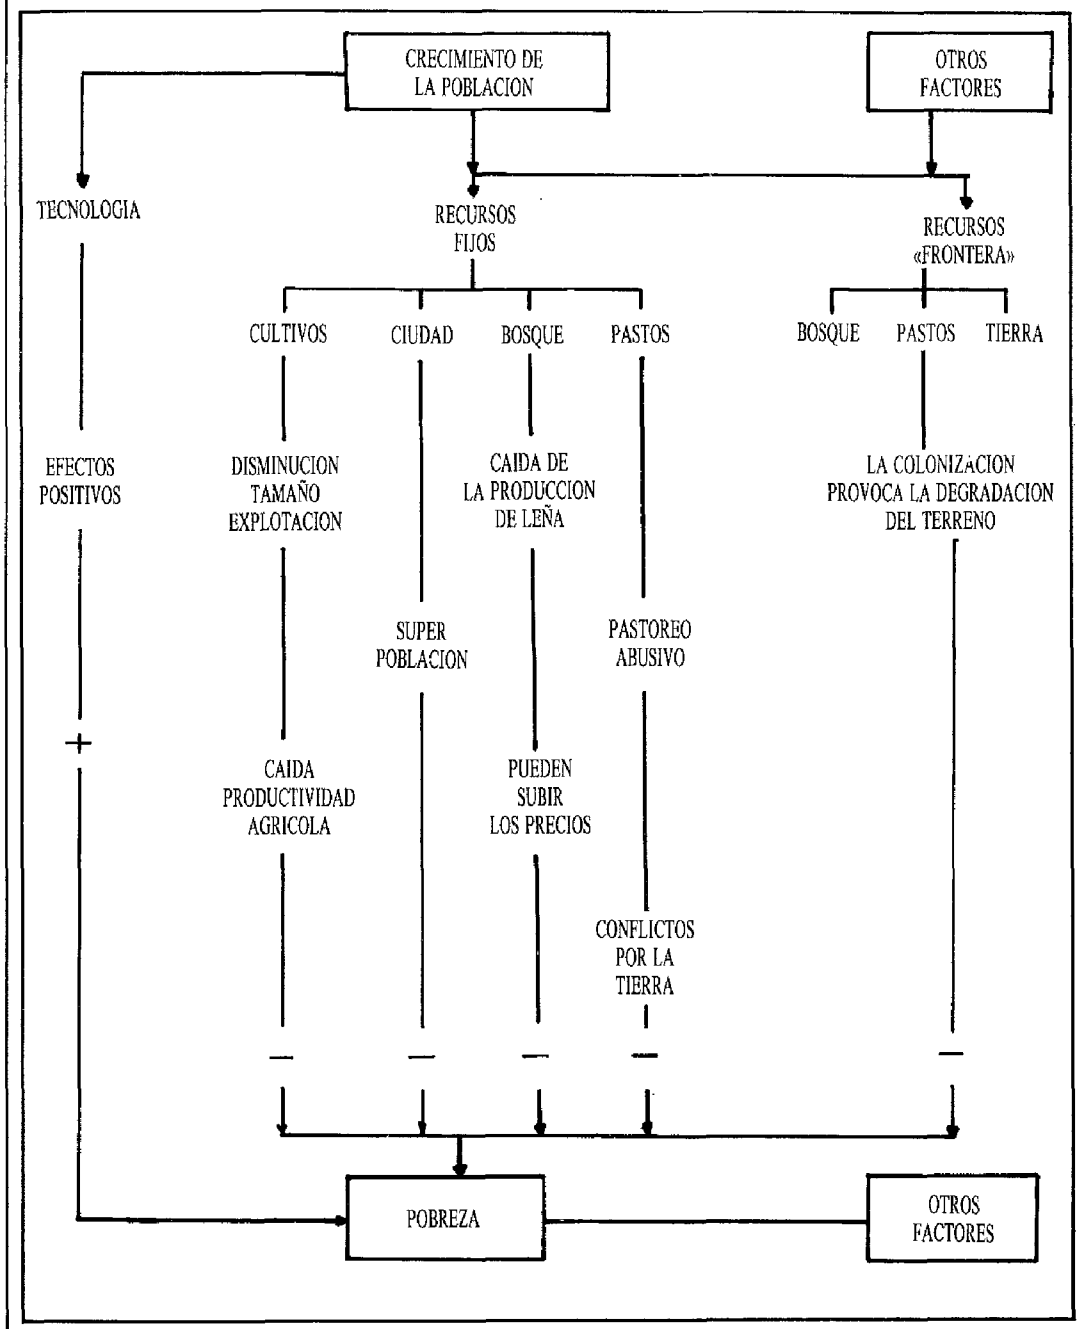 CRECIMIENTO DE
LA POBLACION
OTROS
FACTORES
TECNOLOGIA
RECURSOS
FIJOS
RECURSOS
«FRONTERA»
CULTIVOS
CIUDAD
BOSQUE
PASTOS
BOSQUE
PASTOS
TIERRA
EFECTOS
POSITIVOS
DISMINUCION
TAMAÑO
EXPLOTACION
CAIDA DE
LA PRODUCCION
DE LEÑA
LA COLONIZACION
PROVOCA LA DEGRADACION
DEL TERRENO
SUPER
POBLACION
PASTOREO
ABUSIVO
+
CAIDA
PRODUCTIVIDAD
AGRICOLA
PUEDEN
SUBIR
LOS PRECIOS
CONFLICTOS
POR LA
TIERRA
— — — — —
POBREZA
OTROS
FACTORES